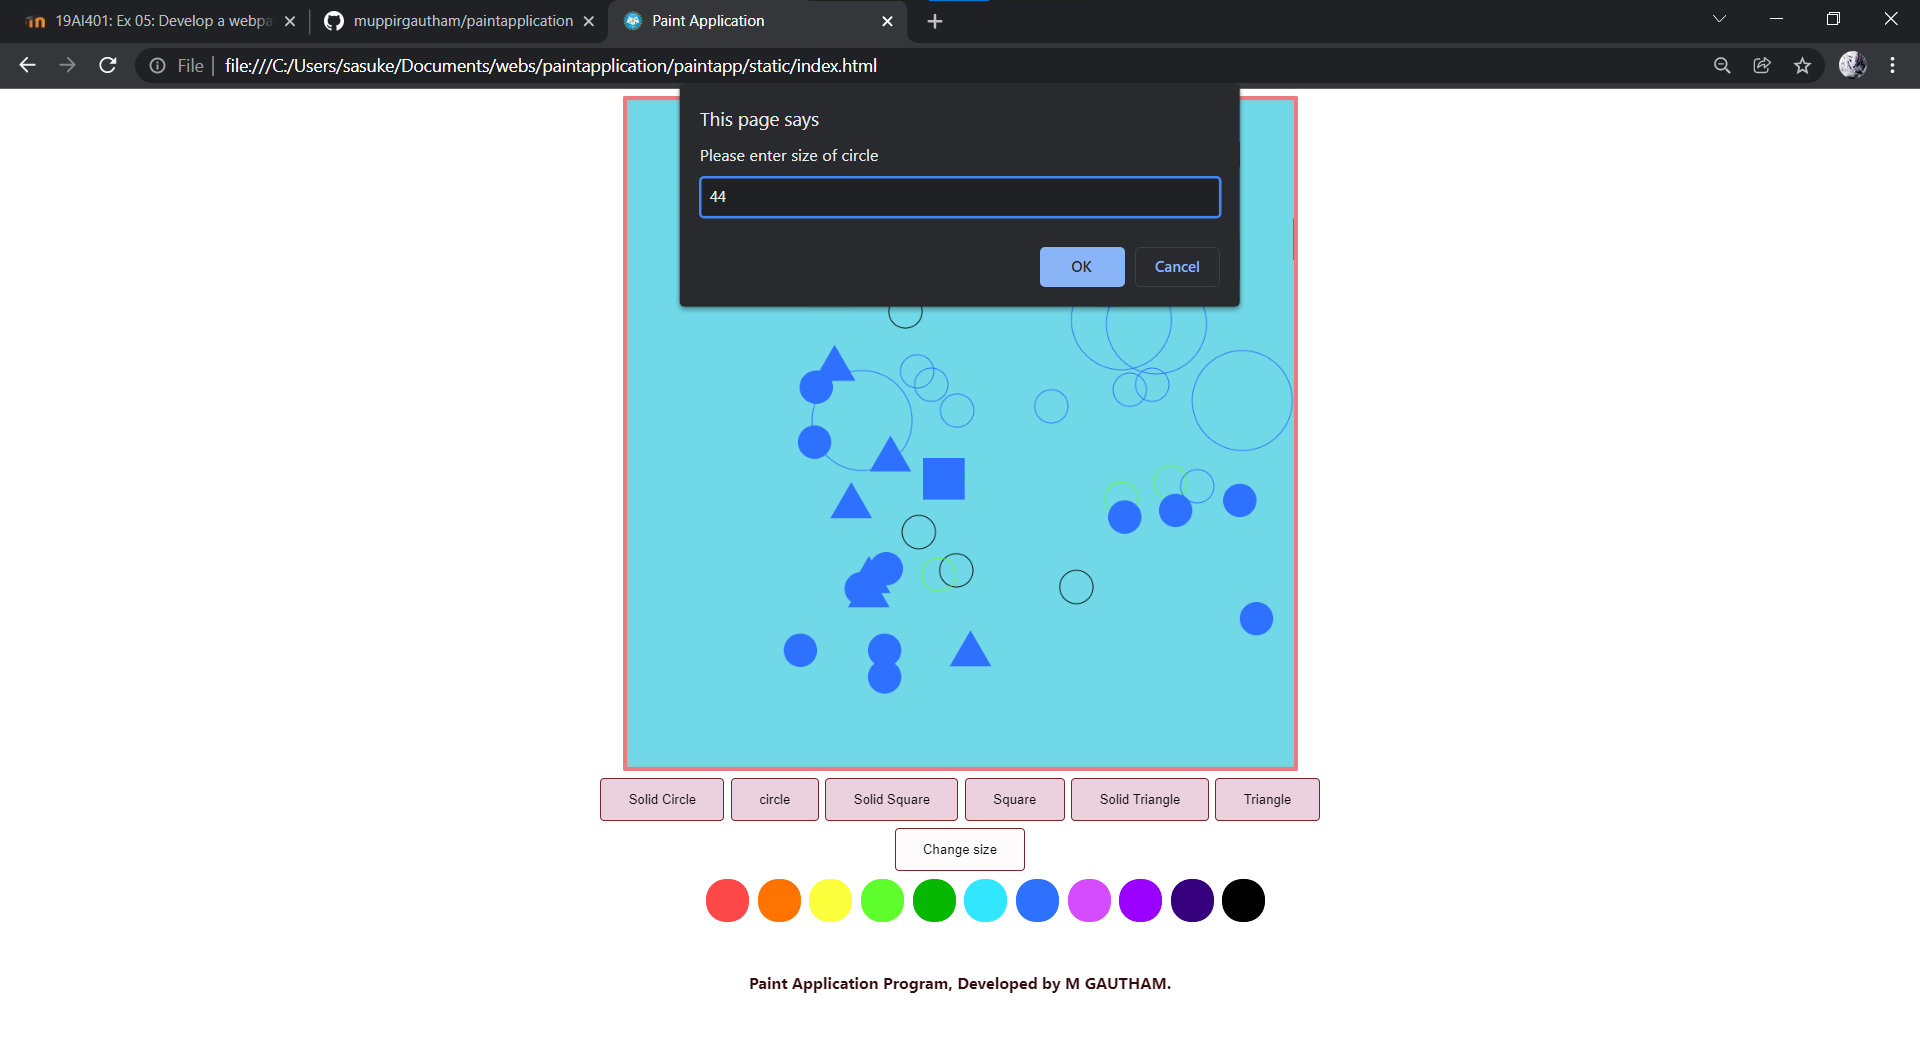 19AI401: Ex 05: Develop a webpa
muppirgautham/paintapplication
Paint Application
File
file:///C:/Users/sasuke/Documents/webs/paintapplication/paintapp/static/index.html
This page says
Please enter size of circle
44
OK Cancel
Solid Circle circle Solid Square Square Solid Triangle Triangle
Change size
Paint Application Program, Developed by M GAUTHAM.